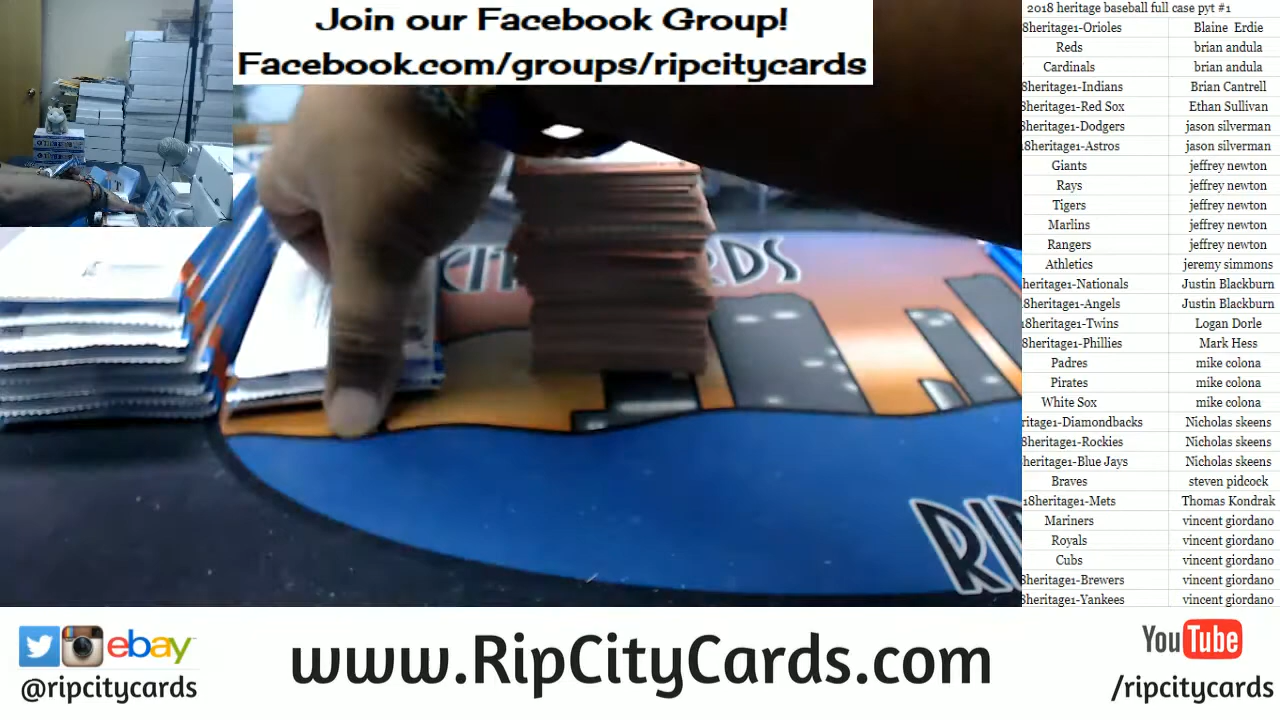 Join our Facebook Group!
Facebook.com/groups/ripcitycards
2018 heritage baseball full case pyt #1
8heritage1-Orioles Blaine Erdie
Reds brian andula
Cardinals brian andula
8heritage1-Indians Brian Cantrell
8heritage1-Red Sox Ethan Sullivan
8heritage1-Dodgers jason silverman
8heritage1-Astros jason silverman
Giants jeffrey newton
Rays jeffrey newton
Tigers jeffrey newton
Marlins jeffrey newton
Rangers jeffrey newton
Athletics jeremy simmons
heritage1-Nationals Justin Blackburn
18heritage1-Angels Justin Blackburn
18heritage1-Twins Logan Dorle
8heritage1-Phillies Mark Hess
Padres mike colona
Pirates mike colona
White Sox mike colona
ritage1-Diamondbacks Nicholas skeens
8heritage1-Rockies Nicholas skeens
heritage1-Blue Jays Nicholas skeens
Braves steven pidcock
18heritage1-Mets Thomas Kondrak
Mariners vincent giordano
Royals vincent giordano
Cubs vincent giordano
8heritage1-Brewers vincent giordano
8heritage1-Yankees vincent giordano
CARDS
RIP
ebay
@ripcitycards
www.RipCityCards.com
YouTube
/ripcitycards